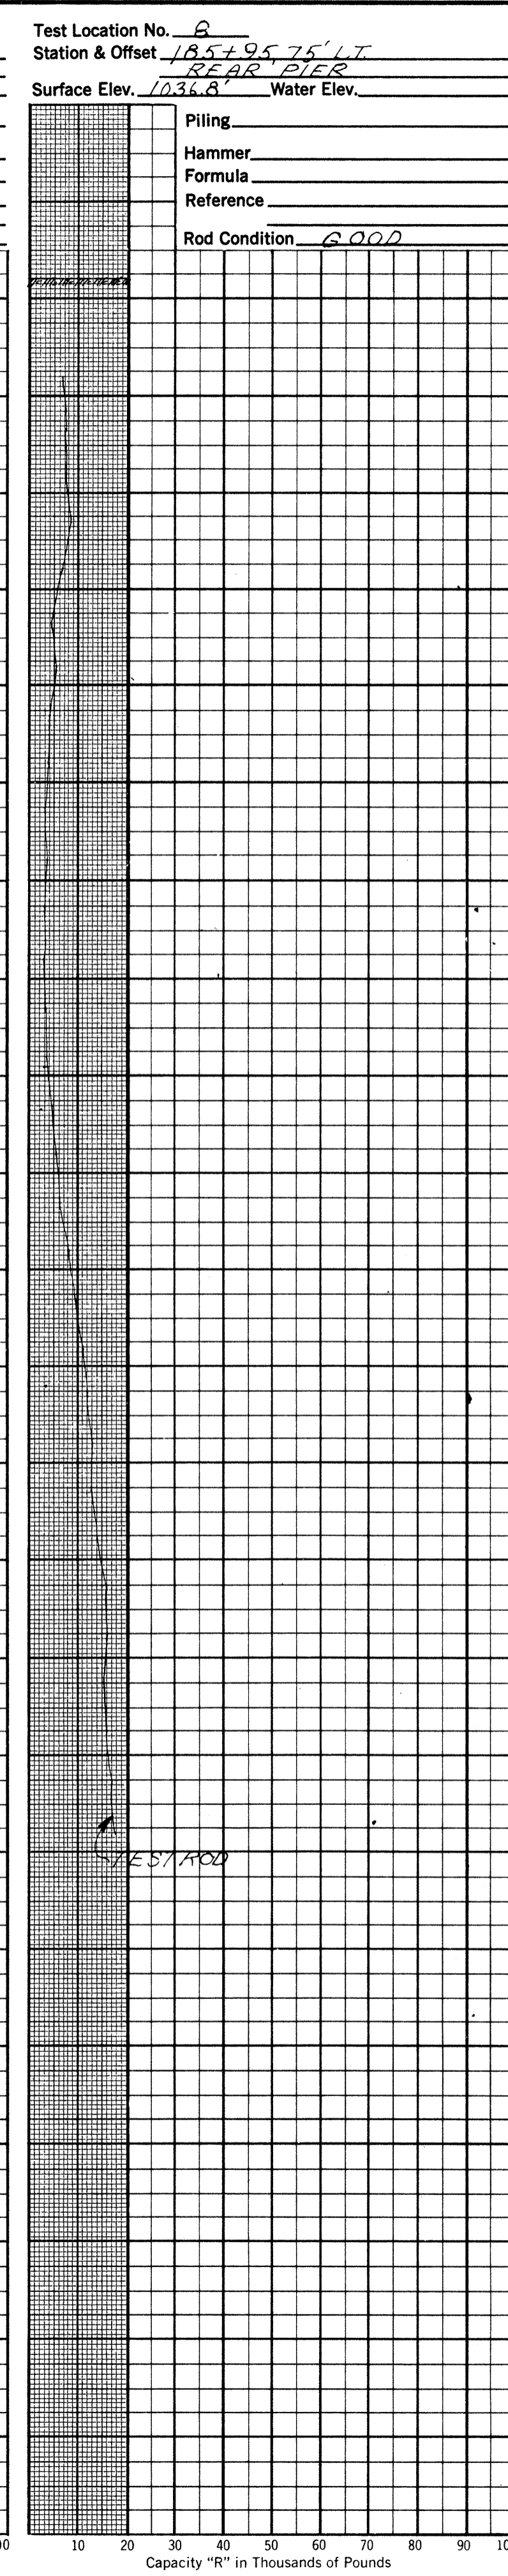 Test Location No. 8
Station & Offset 185+95, 75' LT.
REAR PIER
Surface Elev. 1036.8' Water Elev.
Piling
Hammer
Formula
Reference
Rod Condition GOOD
TEST ROD
00 10 20 30 40 50 60 70 80 90 10
Capacity "R" in Thousands of Pounds